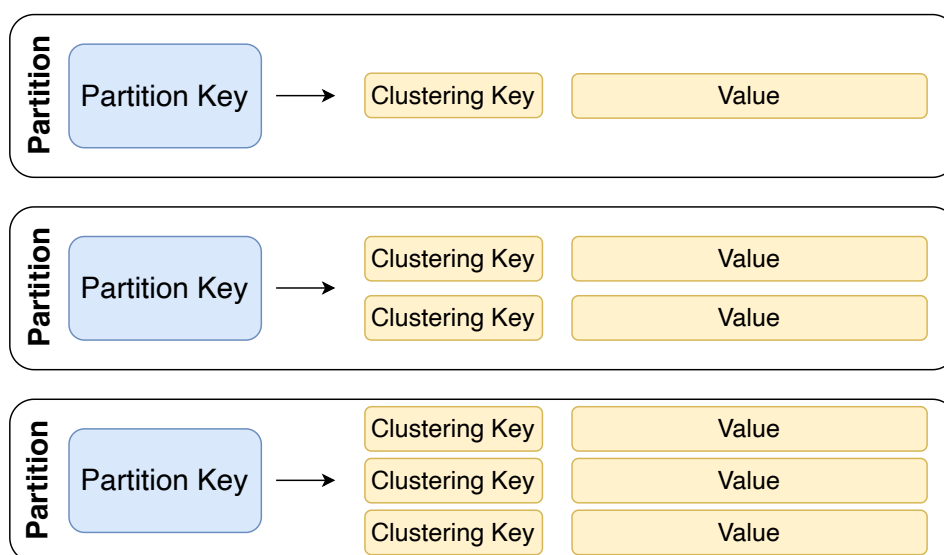 Partition
Partition Key
Clustering Key
Value
Partition
Partition Key
Clustering Key
Value
Clustering Key
Value
Partition
Partition Key
Clustering Key
Value
Clustering Key
Value
Clustering Key
Value